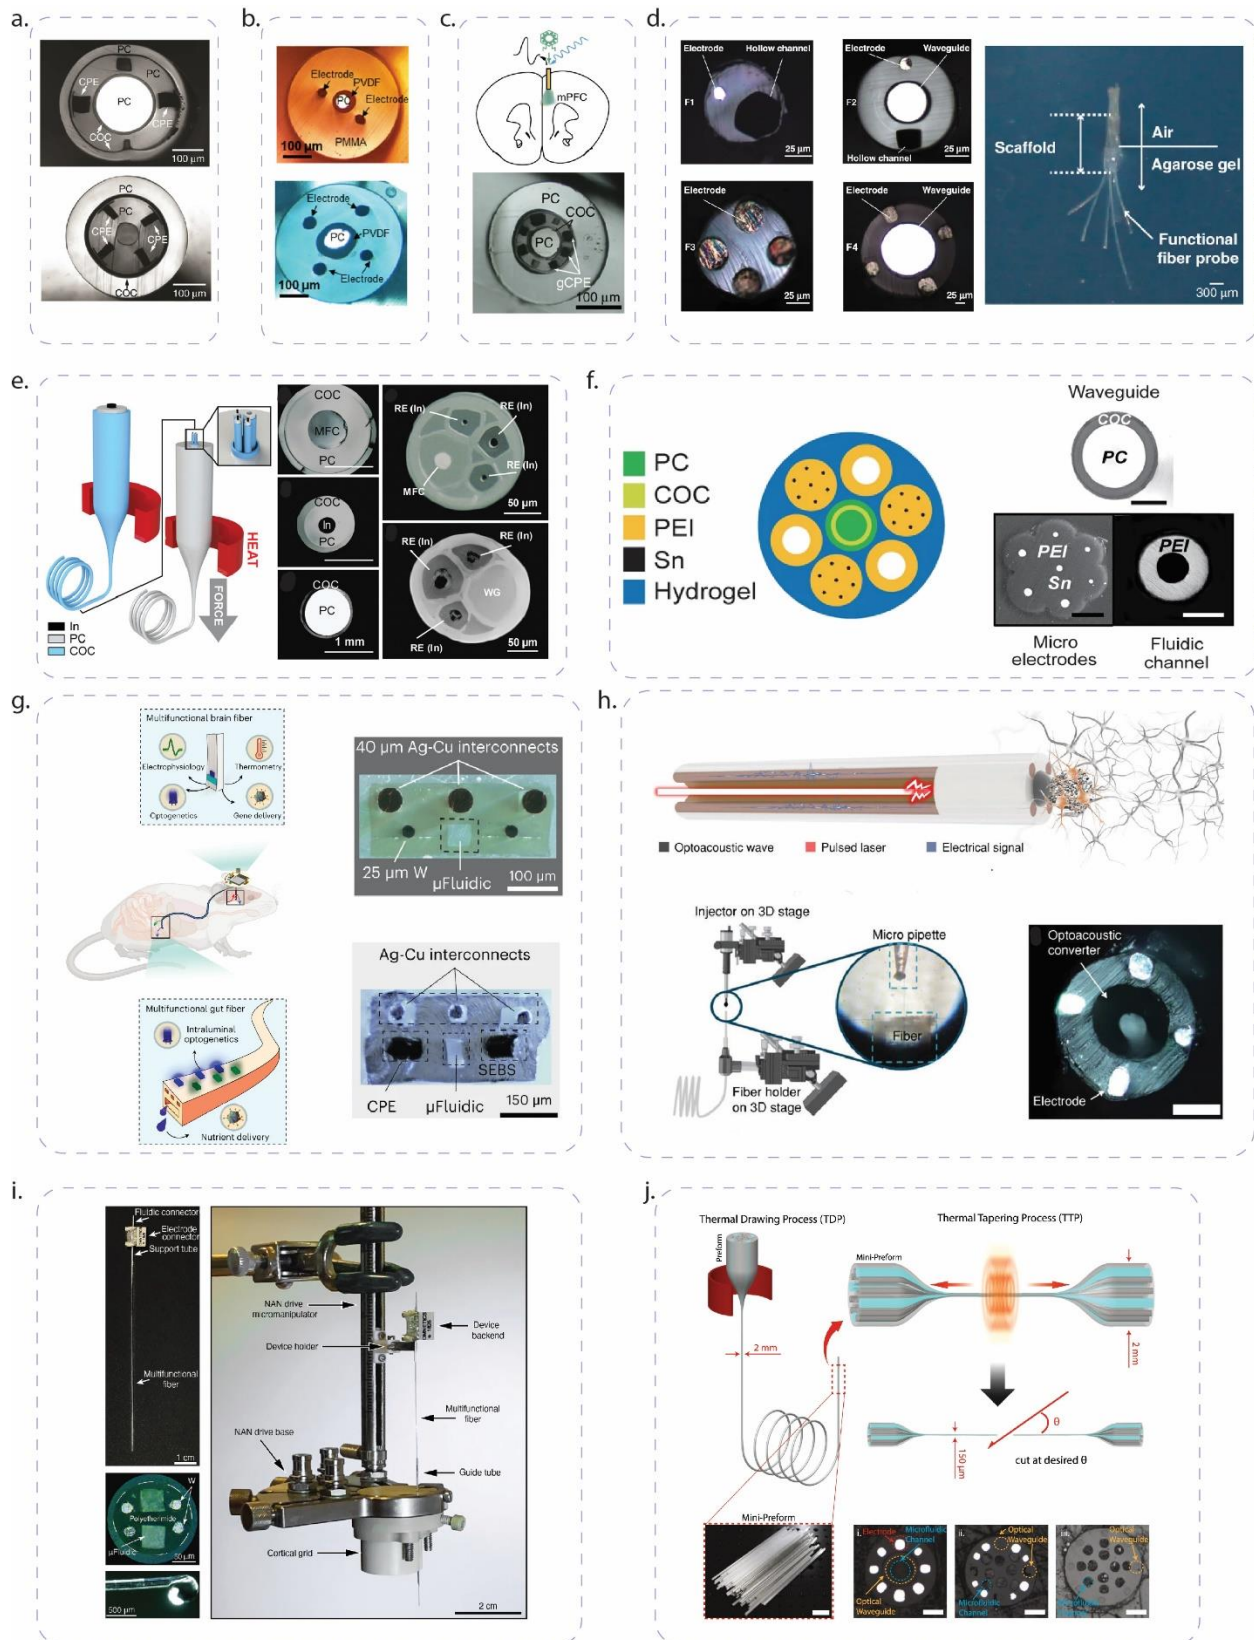 a.
PC
CPE
PC
PC
CPE
COC
100 µm
PC
PC
CPE
CPE
COC
100 µm
b.
Electrode
PVDF
PC
Electrode
PMMA
100 µm
Electrode
PC
PVDF
Electrode
100 µm
c.
mPFC
PC
COC
PC
gCPE
100 µm
d.
Electrode
Hollow channel
F1
25 µm
Electrode
Waveguide
F2
Hollow channel
25 µm
Electrode
F3
25 µm
Electrode
Waveguide
F4
25 µm
Scaffold
Air
Agarose gel
Functional
fiber probe
300 µm
e.
HEAT
FORCE
In
PC
COC
COC
MFC
PC
COC
In
PC
COC
PC
1 mm
RE (In)
RE (In)
RE (In)
MFC
50 µm
RE (In)
RE (In)
WG
RE (In)
50 µm
f.
PC
COC
PEI
Sn
Hydrogel
Waveguide
COC
PC
PEI
Sn
PEI
Micro
electrodes
Fluidic
channel
g.
Multifunctional brain fiber
Electrophysiology
Thermometry
Optogenetics
Gene delivery
Multifunctional gut fiber
Intraluminal
optogenetics
Nutrient delivery
40 µm Ag-Cu interconnects
25 µm W
µFluidic
100 µm
Ag-Cu interconnects
SEBS
CPE
µFluidic
150 µm
h.
Optoacoustic wave
Pulsed laser
Electrical signal
Injector on 3D stage
Micro pipette
Fiber
Fiber holder
on 3D stage
Optoacoustic
converter
Electrode
i.
Fluidic connector
Electrode
connector
Support tube
Multifunctional
fiber
1 cm
W
Polyetherimide
µFluidic
50 µm
500 µm
NAN drive
micromanipulator
Device holder
Device
backend
Multifunctional
fiber
NAN drive base
Guide tube
Cortical grid
2 cm
j.
Thermal Drawing Process (TDP)
Preform
2 mm
Mini-Preform
Thermal Tapering Process (TTP)
Mini-Preform
2 mm
150 µm
θ
cut at desired θ
i.
Electrode
Microfluidic
Channel
Optical
Waveguide
ii.
Optical
Waveguide
Microfluidic
Channel
iii.
Optical
Waveguide
Microfluidic